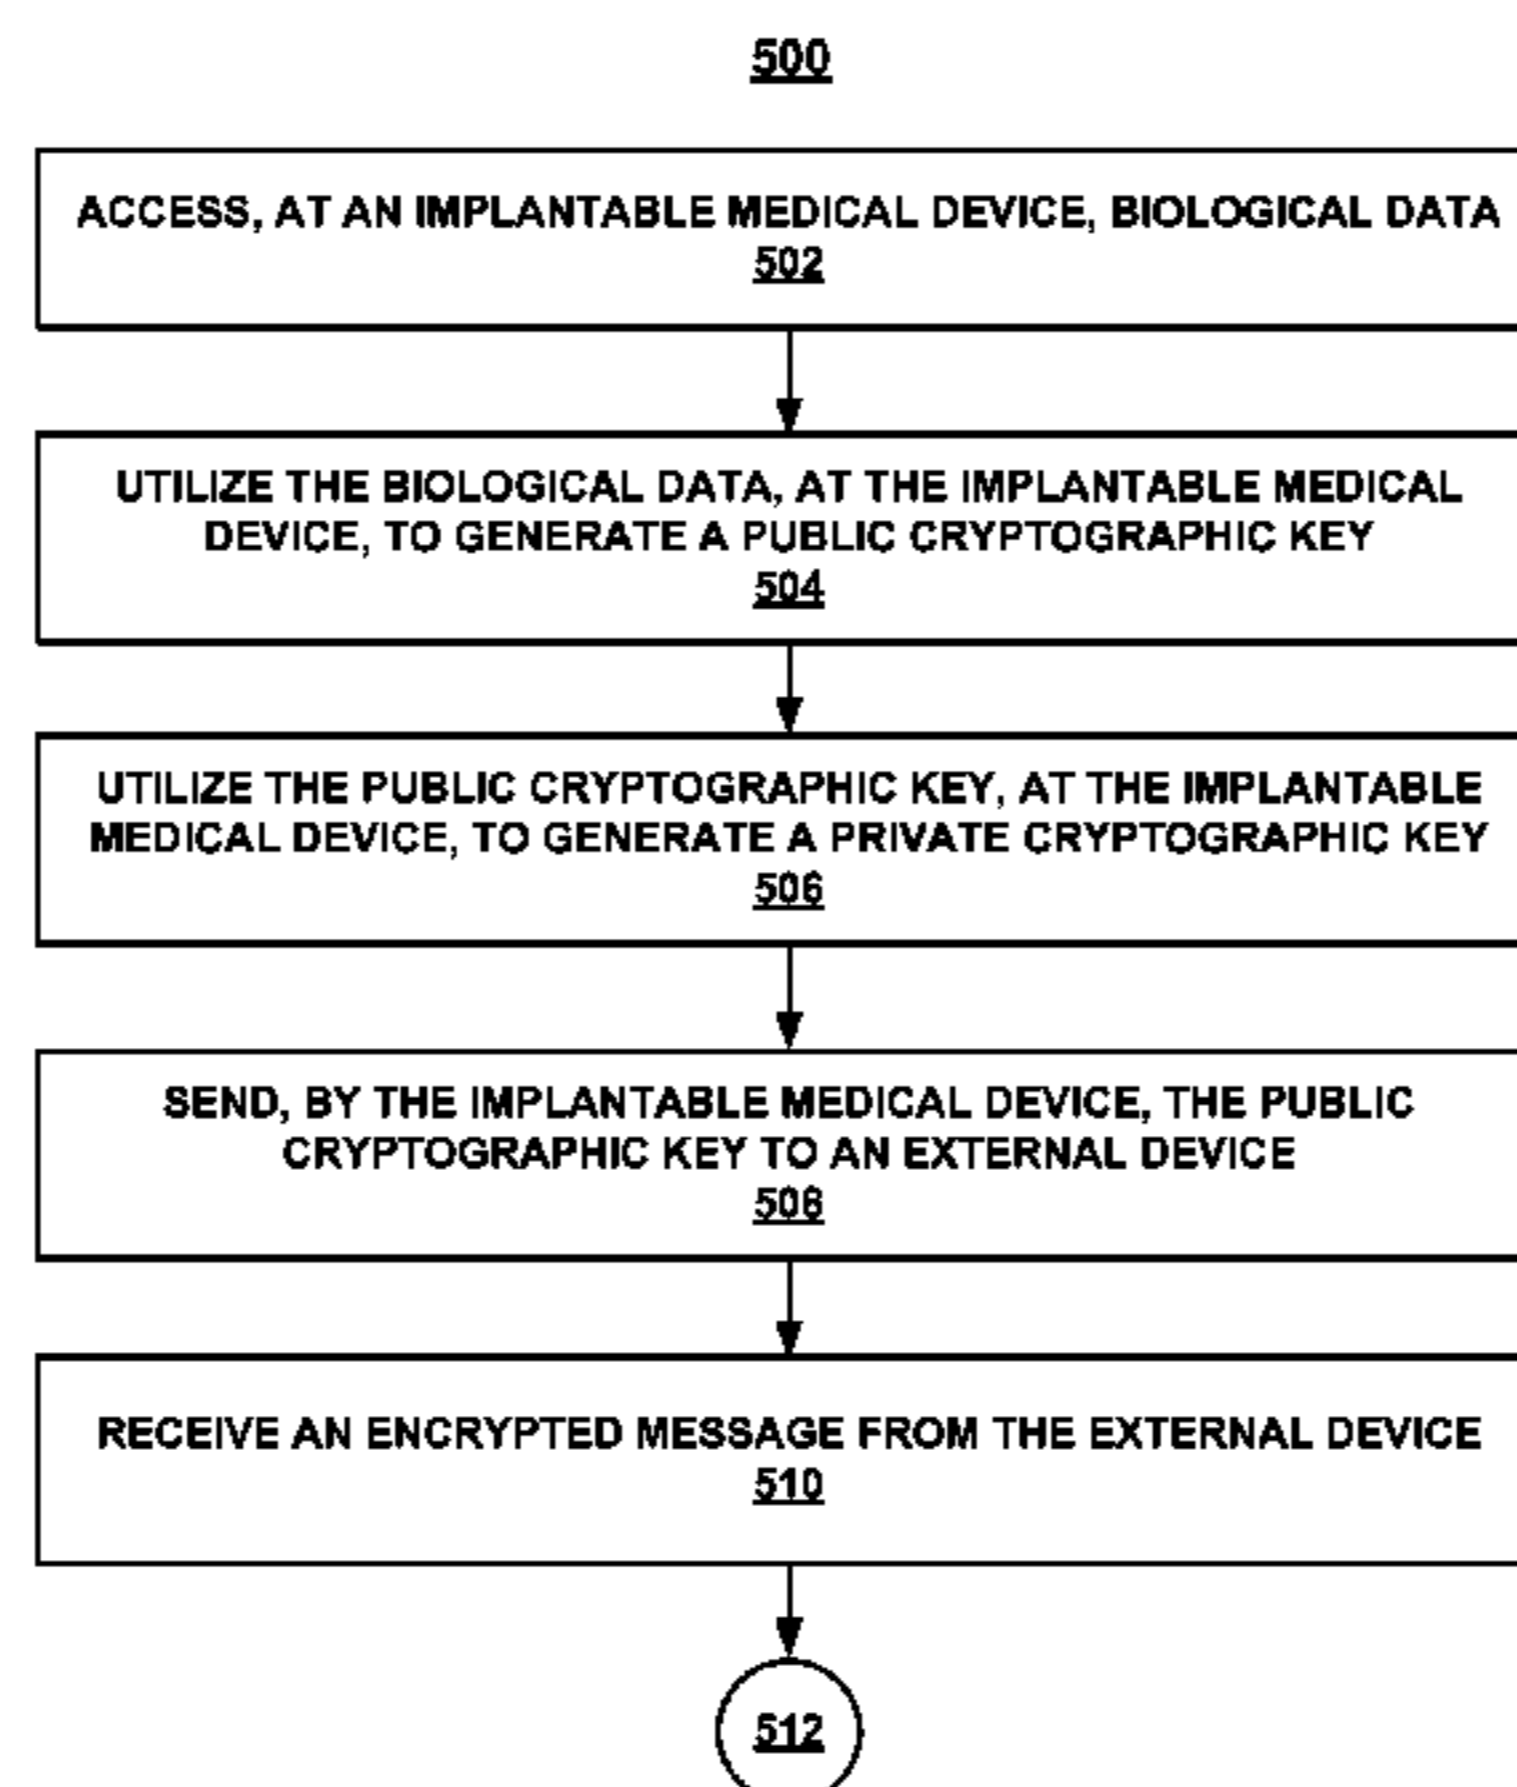 500
ACCESS, AT AN IMPLANTABLE MEDICAL DEVICE, BIOLOGICAL DATA
502
UTILIZE THE BIOLOGICAL DATA, AT THE IMPLANTABLE MEDICAL
DEVICE, TO GENERATE A PUBLIC CRYPTOGRAPHIC KEY
504
UTILIZE THE PUBLIC CRYPTOGRAPHIC KEY, AT THE IMPLANTABLE
MEDICAL DEVICE, TO GENERATE A PRIVATE CRYPTOGRAPHIC KEY
506
SEND, BY THE IMPLANTABLE MEDICAL DEVICE, THE PUBLIC
CRYPTOGRAPHIC KEY TO AN EXTERNAL DEVICE
508
RECEIVE AN ENCRYPTED MESSAGE FROM THE EXTERNAL DEVICE
510
512